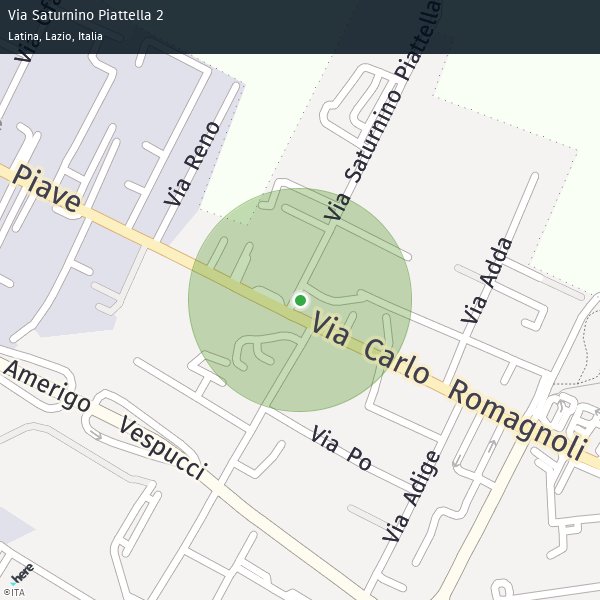 Via Saturnino Piattella 2
Latina, Lazio, Italia
Via Saturnino Piattella
Via Reno
Piave
Via Adda
Via Carlo Romagnoli
Amerigo Vespucci
Via Po
Via Adige
here
©ITA